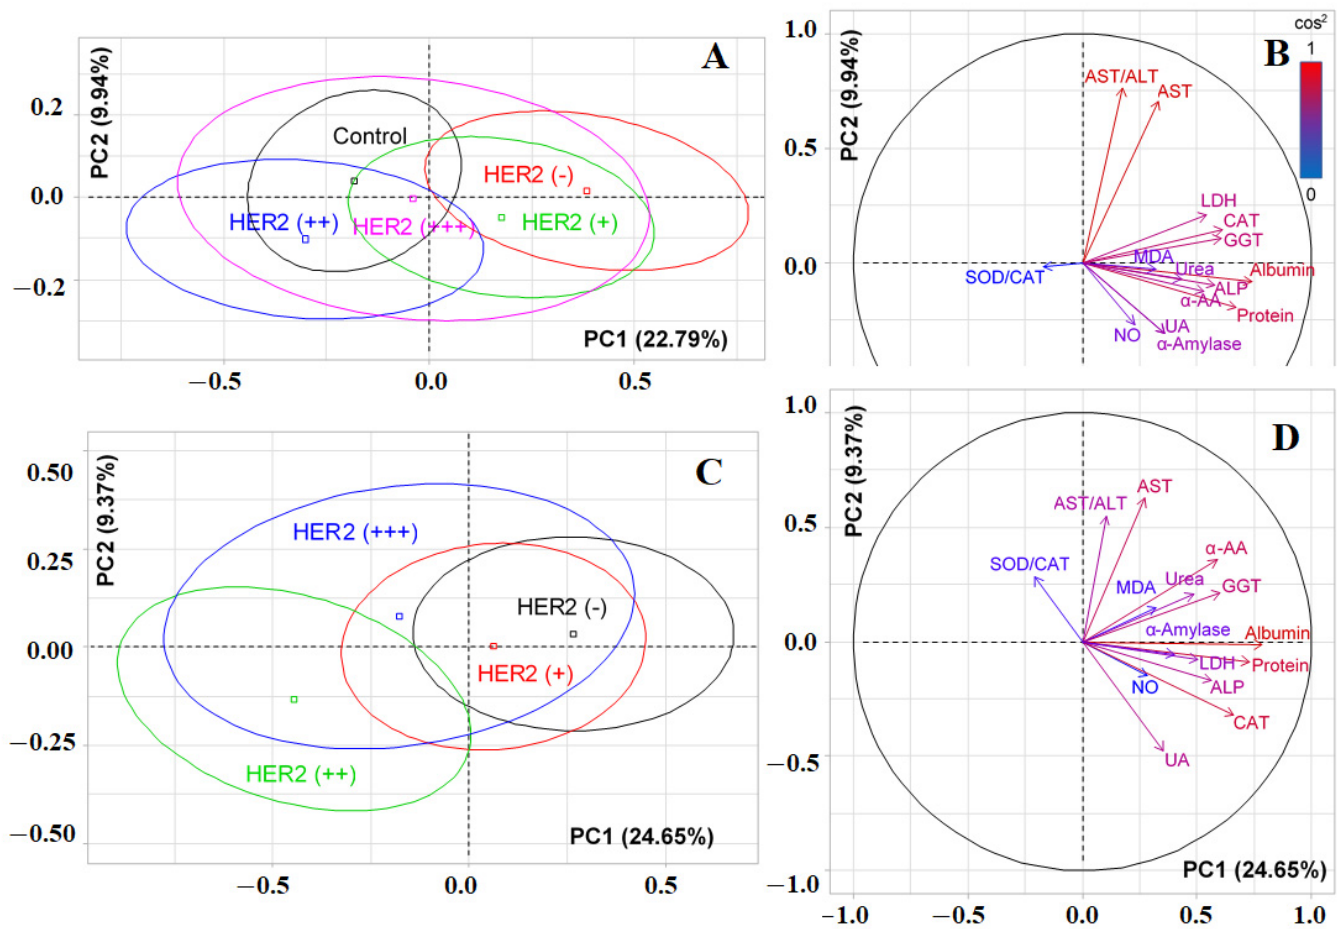 A
PC2 (9.94%)
0.2
0.0
−0.2
Control
HER2 (-)
HER2 (++)
HER2 (+++)
HER2 (+)
PC1 (22.79%)
−0.5
0.0
0.5
B
cos²
1
0
1.0
PC2 (9.94%)
0.5
0.0
AST/ALT
AST
LDH
CAT
GGT
MDA
Urea
Albumin
SOD/CAT
ALP
α-AA
Protein
NO
UA
α-Amylase
C
PC2 (9.37%)
0.50
0.25
0.00
−0.25
−0.50
HER2 (+++)
HER2 (-)
HER2 (+)
HER2 (++)
PC1 (24.65%)
−0.5
0.0
0.5
D
1.0
PC2 (9.37%)
0.5
0.0
−0.5
−1.0
AST
AST/ALT
α-AA
SOD/CAT
Urea
MDA
GGT
α-Amylase
Albumin
LDH
Protein
NO
ALP
CAT
UA
PC1 (24.65%)
−1.0
−0.5
0.0
0.5
1.0